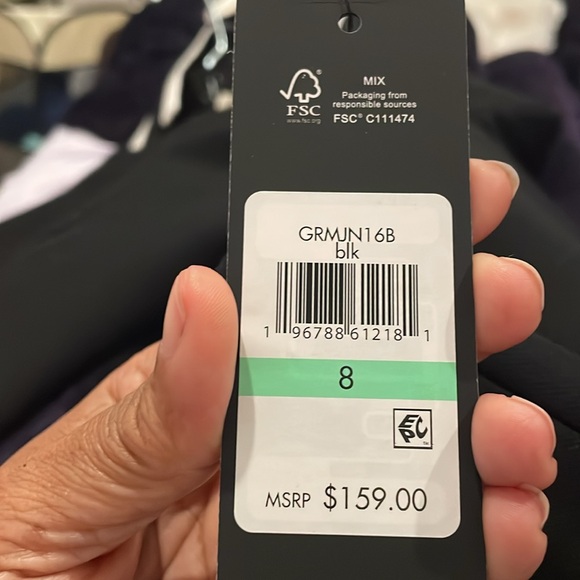 FSC®
www.fsc.org
MIX
Packaging from
responsible sources
FSC® C111474
GRMJN16B
blk
1 96788 61218 1
8
EPC
MSRP $159.00